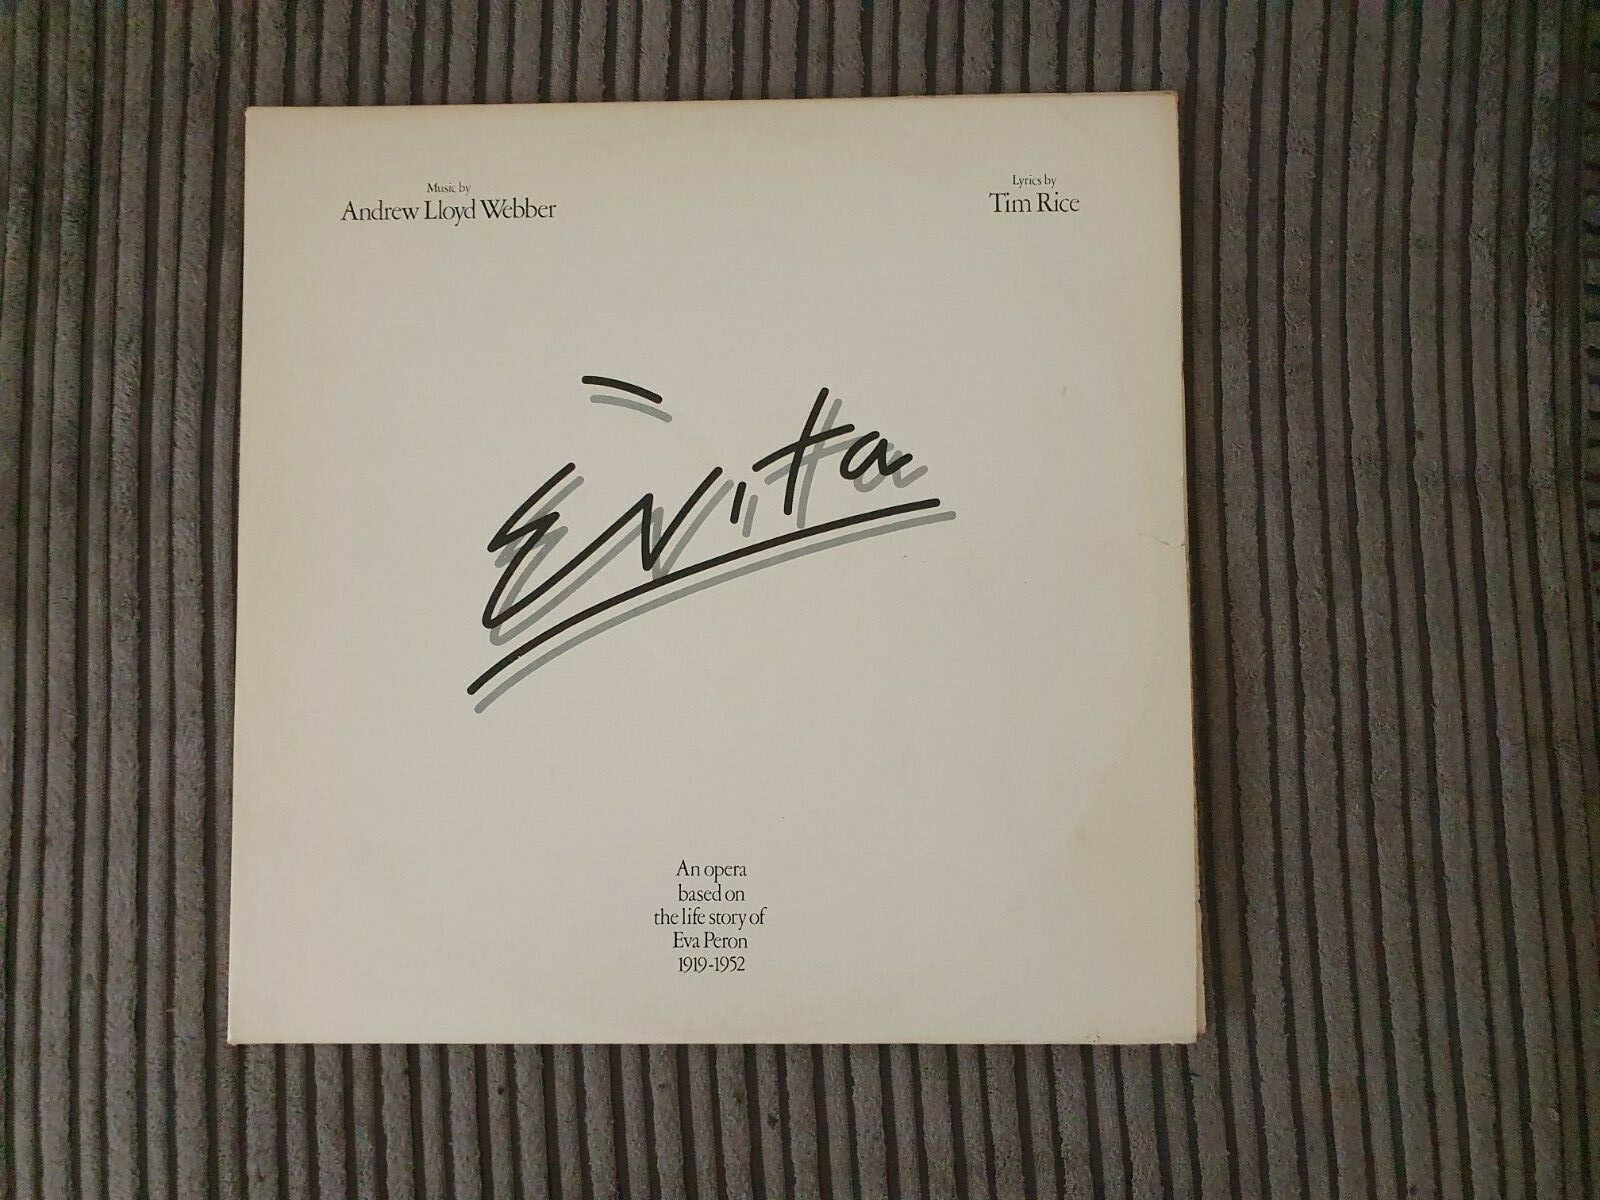 Music by
Andrew Lloyd Webber
Lyrics by
Tim Rice
Evita
An opera
based on
the life story of
Eva Peron
1919-1952